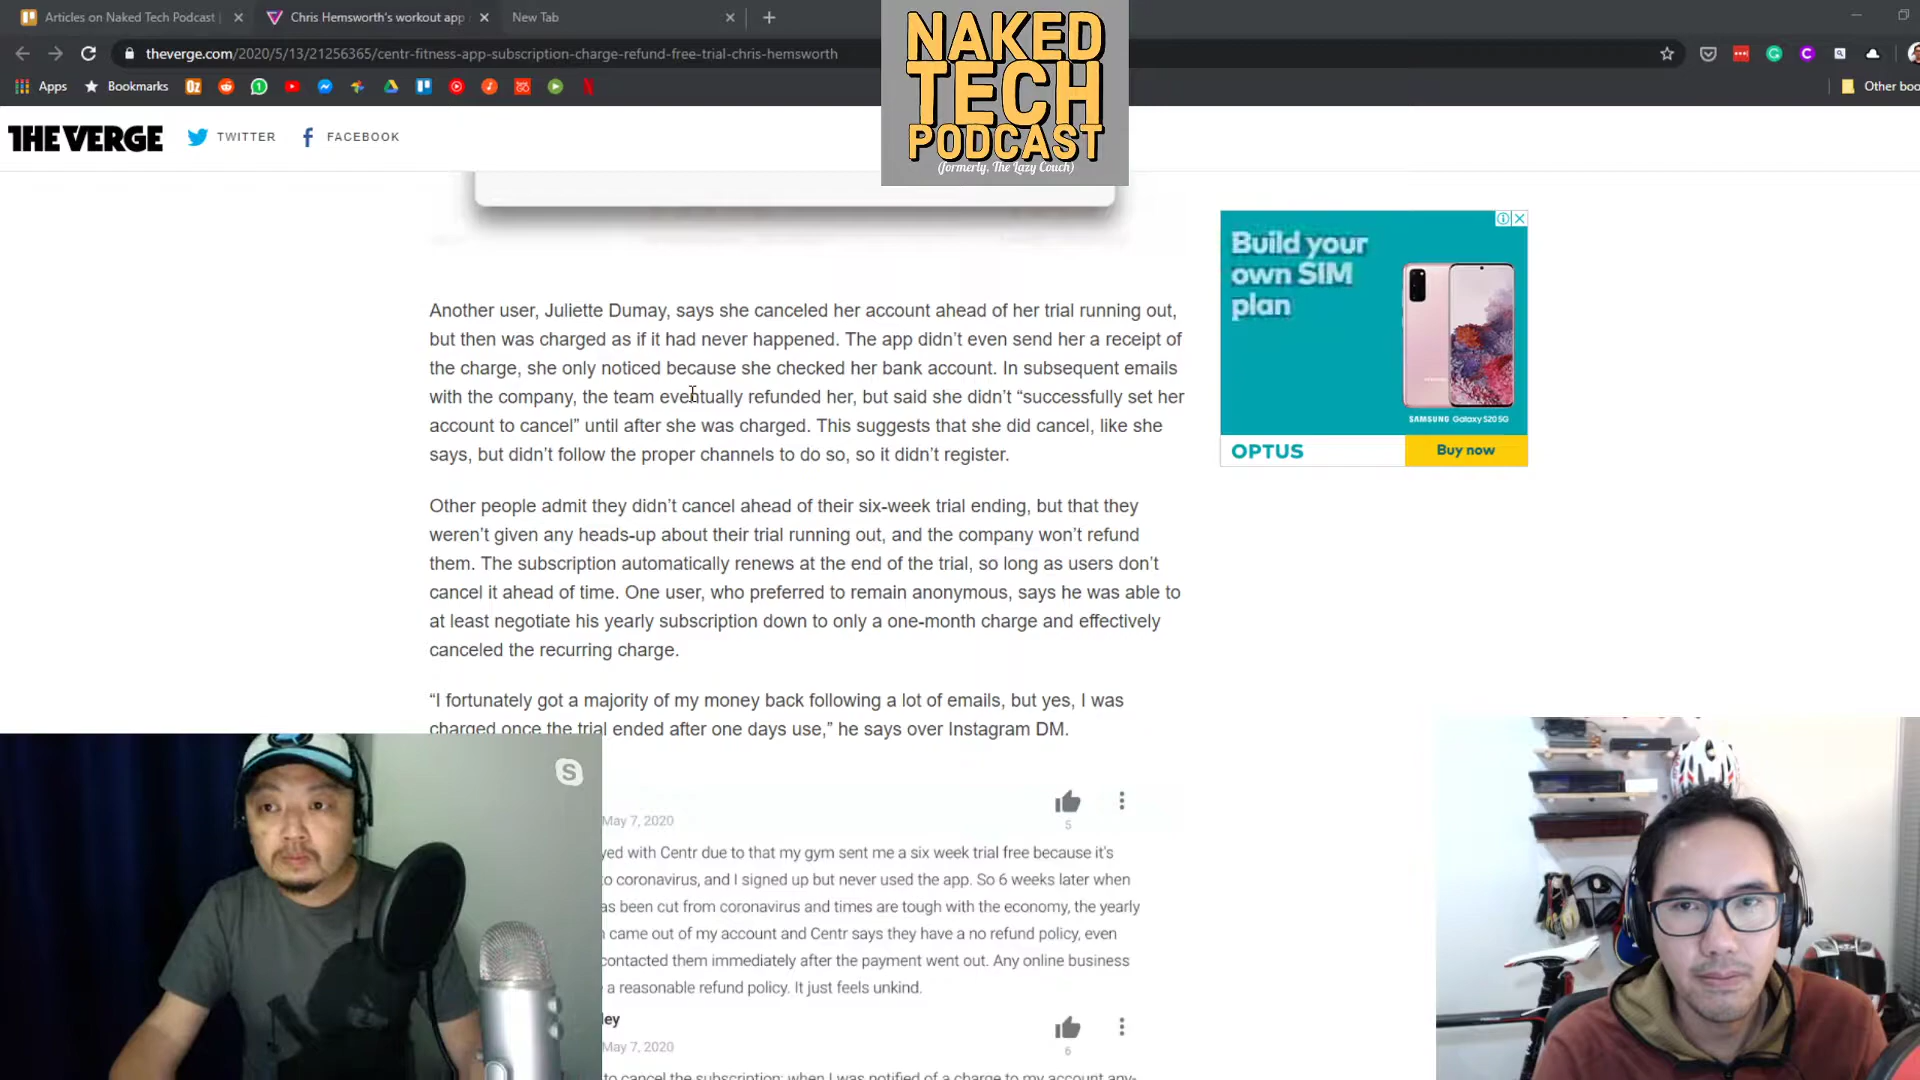 Articles on Naked Tech Podcast
Chris Hemsworth's workout app
New Tab
theverge.com/2020/5/13/21256365/centr-fitness-app-subscription-charge-refund-free-trial-chris-hemsworth
Apps
Bookmarks
Other boo
NAKED
TECH
PODCAST
(formerly, The Lazy Couch)
THE VERGE
TWITTER
FACEBOOK
Another user, Juliette Dumay, says she canceled her account ahead of her trial running out,
but then was charged as if it had never happened. The app didn’t even send her a receipt of
the charge, she only noticed because she checked her bank account. In subsequent emails
with the company, the team eventually refunded her, but said she didn’t “successfully set her
account to cancel” until after she was charged. This suggests that she did cancel, like she
says, but didn’t follow the proper channels to do so, so it didn’t register.
Other people admit they didn’t cancel ahead of their six-week trial ending, but that they
weren’t given any heads-up about their trial running out, and the company won’t refund
them. The subscription automatically renews at the end of the trial, so long as users don’t
cancel it ahead of time. One user, who preferred to remain anonymous, says he was able to
at least negotiate his yearly subscription down to only a one-month charge and effectively
canceled the recurring charge.
“I fortunately got a majority of my money back following a lot of emails, but yes, I was
charged once the trial ended after one days use,” he says over Instagram DM.
Build your
own SIM
plan
SAMSUNG Galaxy S20 5G
OPTUS
Buy now
May 7, 2020
5
yed with Centr due to that my gym sent me a six week trial free because it's
o coronavirus, and I signed up but never used the app. So 6 weeks later when
as been cut from coronavirus and times are tough with the economy, the yearly
came out of my account and Centr says they have a no refund policy, even
contacted them immediately after the payment went out. Any online business
a reasonable refund policy. It just feels unkind.
ley
May 7, 2020
6
to cancel the subscription; when I was notified of a charge to my account any-